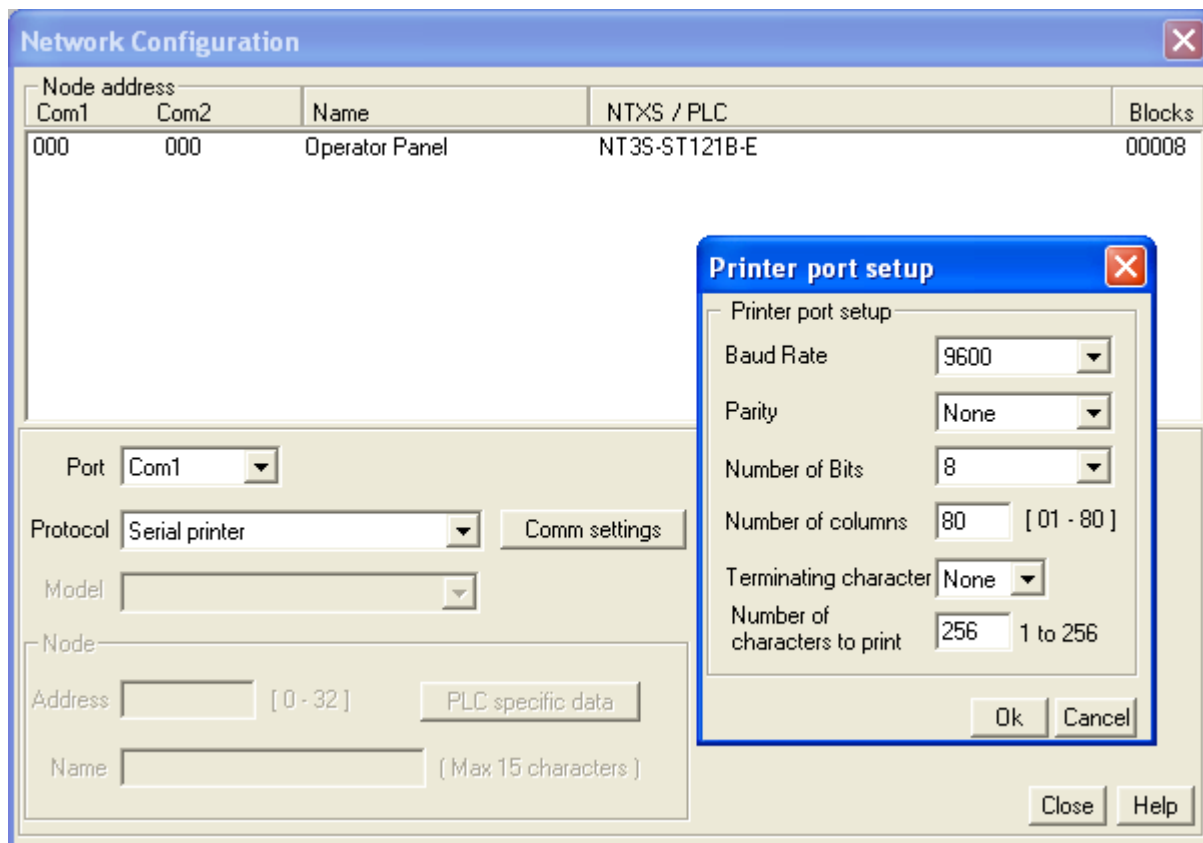 Network Configuration
Node address
Com1 Com2 Name NTXS / PLC Blocks
000 000 Operator Panel NT3S-ST121B-E 00008
Printer port setup
Printer port setup
Baud Rate 9600
Parity None
Number of Bits 8
Number of columns 80 [ 01 - 80 ]
Terminating character None
Number of
characters to print 256 1 to 256
Ok Cancel
Port Com1
Protocol Serial printer Comm settings
Model
Node
Address [ 0 - 32 ] PLC specific data
Name ( Max 15 characters )
Close Help